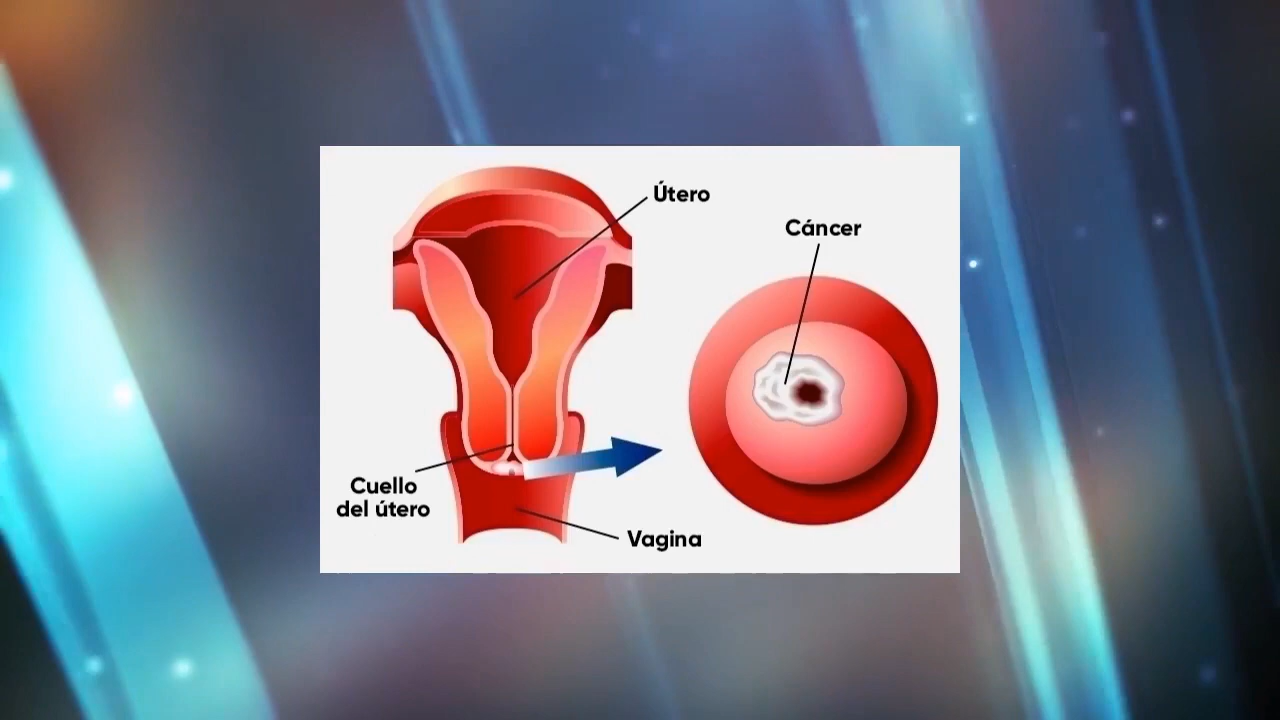 Útero
Cáncer
Cuello
del útero
Vagina